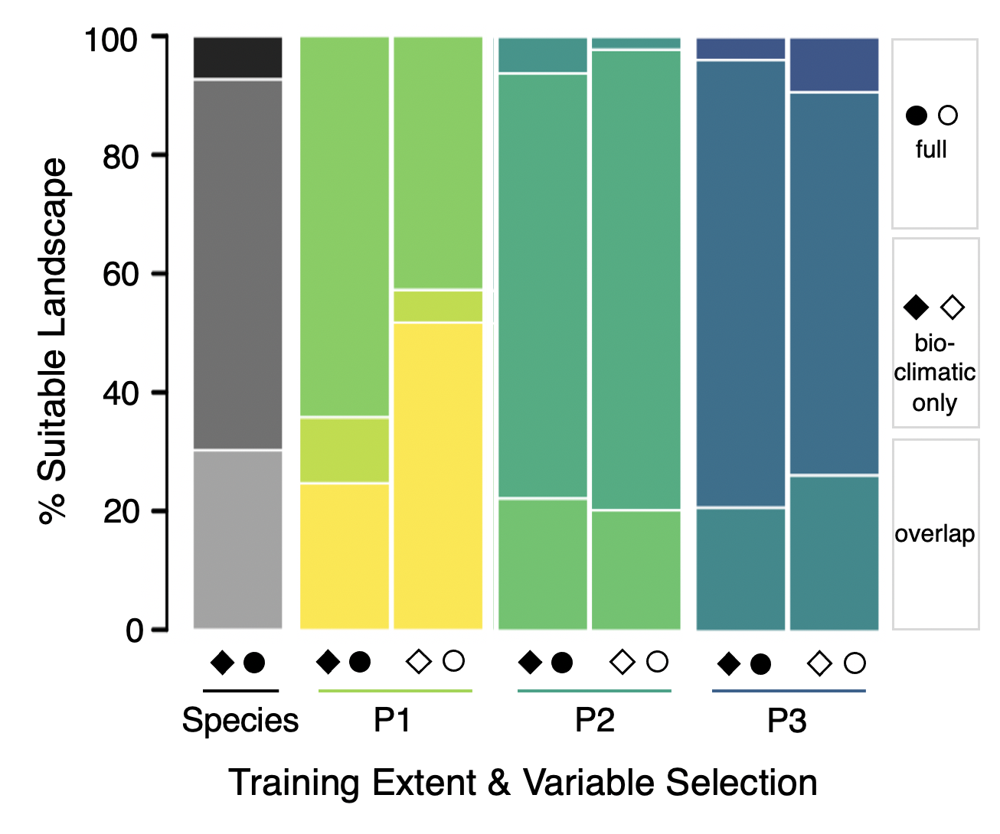 % Suitable Landscape
100
80
60
40
20
0
full
bio-
climatic
only
overlap
Species
P1
P2
P3
Training Extent & Variable Selection